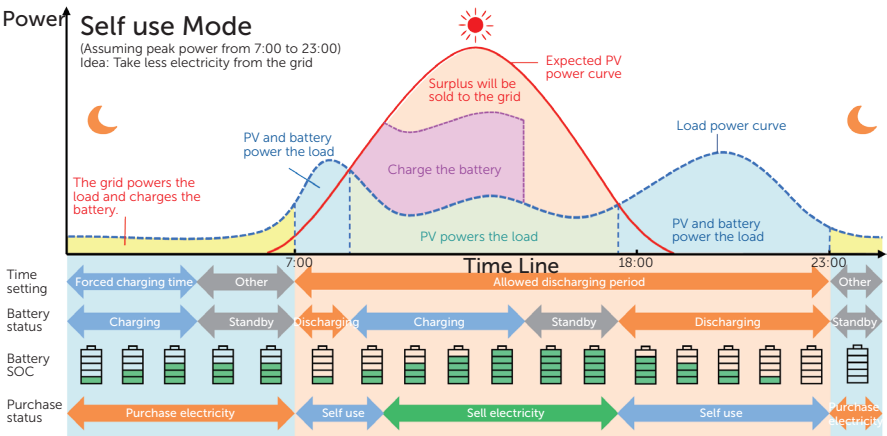 Power
Self use Mode
(Assuming peak power from 7:00 to 23:00)
Idea: Take less electricity from the grid
Expected PV
power curve
Surplus will be
sold to the grid
Load power curve
PV and battery
power the load
Charge the battery
The grid powers the
load and charges the
battery.
PV powers the load
PV and battery
power the load
7:00
Time Line
18:00
23:00
Time
setting
Forced charging time
Other
Allowed discharging period
Other
Battery
status
Charging
Standby
Discharging
Charging
Standby
Discharging
Standby
Battery
SOC
Purchase
status
Purchase electricity
Self use
Sell electricity
Self use
Purchase
electricity